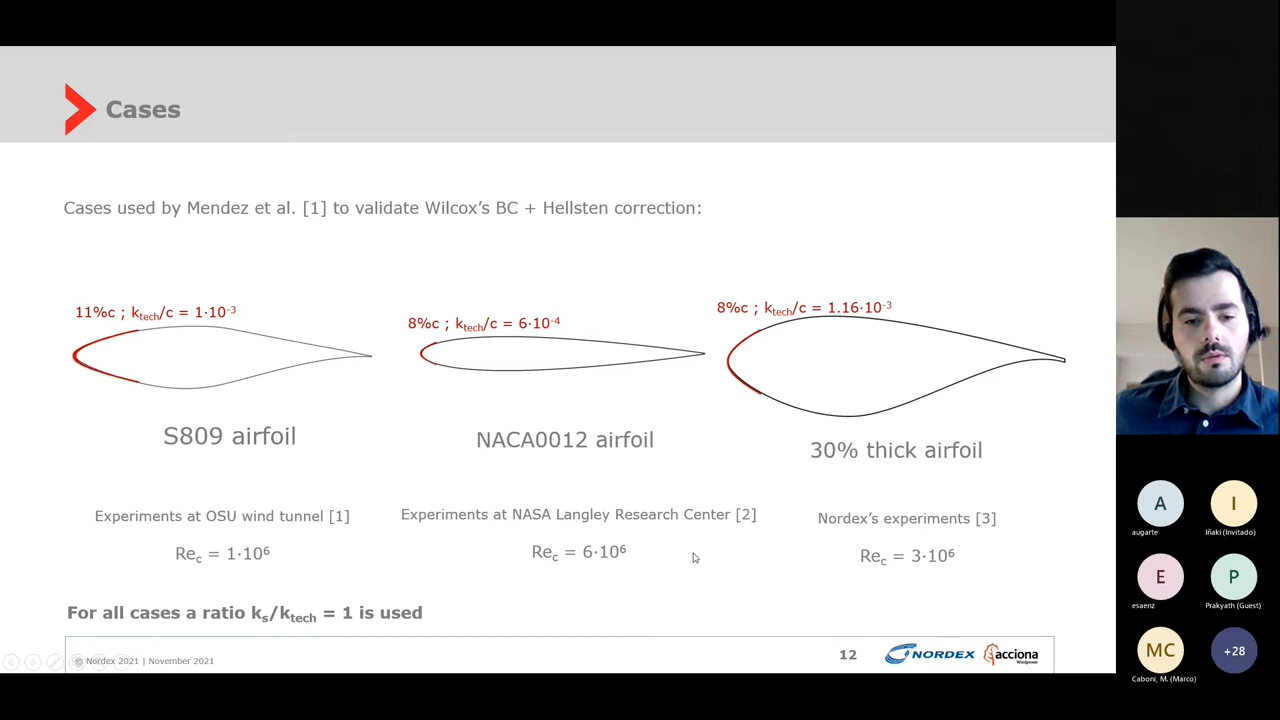 Cases
Cases used by Mendez et al. [1] to validate Wilcox's BC + Hellsten correction:
11%c ; ktech/c = 1·10⁻³
8%c ; ktech/c = 6·10⁻⁴
8%c ; ktech/c = 1.16·10⁻³
S809 airfoil
NACA0012 airfoil
30% thick airfoil
Experiments at OSU wind tunnel [1]
Experiments at NASA Langley Research Center [2]
Nordex's experiments [3]
Rec = 1·10⁶
Rec = 6·10⁶
Rec = 3·10⁶
For all cases a ratio ks/ktech = 1 is used
© Nordex 2021 | November 2021
12
NORDEX
acciona
Windpower
A
I
augarte
Iñaki (Invitado)
E
P
esaenz
Prakyath (Guest)
MC
+28
Caboni, M. (Marco)